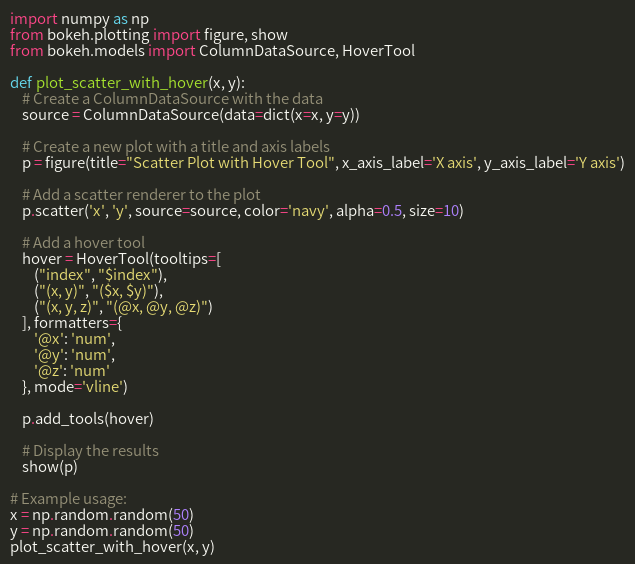 import numpy as np
from bokeh.plotting import figure, show
from bokeh.models import ColumnDataSource, HoverTool

def plot_scatter_with_hover(x, y):
    # Create a ColumnDataSource with the data
    source = ColumnDataSource(data=dict(x=x, y=y))

    # Create a new plot with a title and axis labels
    p = figure(title="Scatter Plot with Hover Tool", x_axis_label='X axis', y_axis_label='Y axis')

    # Add a scatter renderer to the plot
    p.scatter('x', 'y', source=source, color='navy', alpha=0.5, size=10)

    # Add a hover tool
    hover = HoverTool(tooltips=[
        ("index", "$index"),
        ("(x, y)", "($x, $y)"),
        ("(x, y, z)", "(@x, @y, @z)")
    ], formatters={
        '@x': 'num',
        '@y': 'num',
        '@z': 'num'
    }, mode='vline')

    p.add_tools(hover)

    # Display the results
    show(p)

# Example usage:
x = np.random.random(50)
y = np.random.random(50)
plot_scatter_with_hover(x, y)